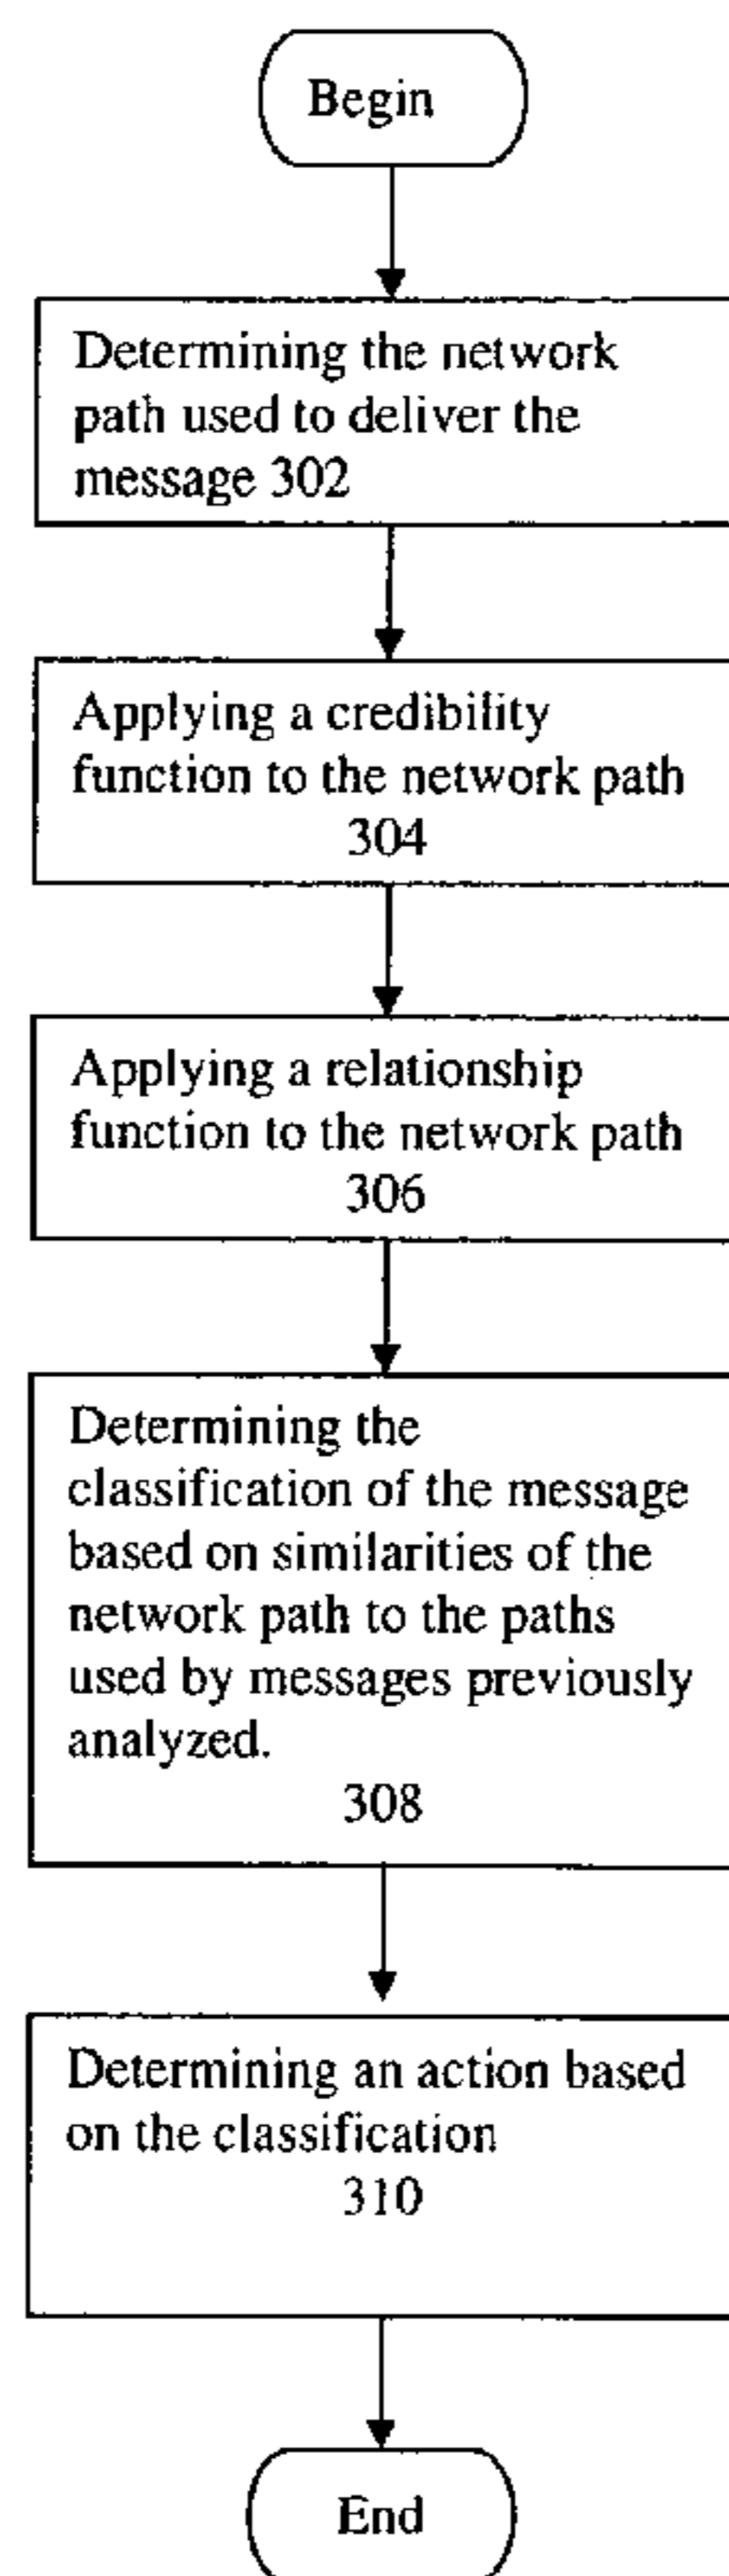 Begin
Determining the network
path used to deliver the
message 302
Applying a credibility
function to the network path
304
Applying a relationship
function to the network path
306
Determining the
classification of the message
based on similarities of the
network path to the paths
used by messages previously
analyzed.
308
Determining an action based
on the classification
310
End